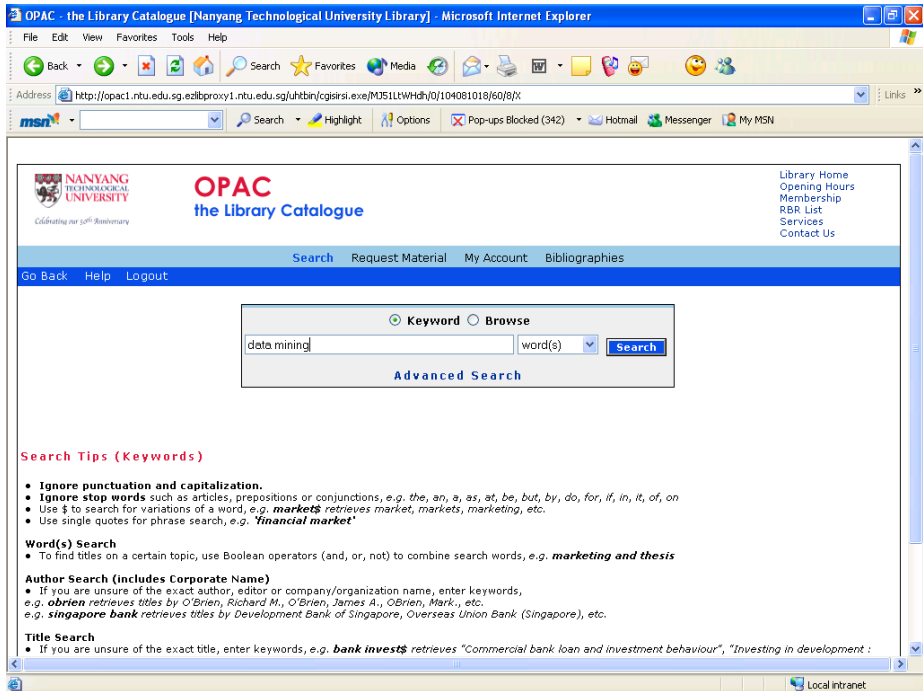 OPAC - the Library Catalogue [Nanyang Technological University Library] - Microsoft Internet Explorer
File Edit View Favorites Tools Help
Back Search Favorites Media
Address http://opac1.ntu.edu.sg.ezlibproxy1.ntu.edu.sg/uhtbin/cgisirsi.exe/MJ51LtWHdh/0/104081018/60/8/X Links »
msn Search Highlight Options Pop-ups Blocked (342) Hotmail Messenger My MSN
NANYANG
TECHNOLOGICAL
UNIVERSITY
Celebrating our 50th Anniversary
OPAC
the Library Catalogue
Library Home
Opening Hours
Membership
RBR List
Services
Contact Us
Search Request Material My Account Bibliographies
Go Back Help Logout
Keyword Browse
data mining word(s) Search
Advanced Search
Search Tips (Keywords)
• Ignore punctuation and capitalization.
• Ignore stop words such as articles, prepositions or conjunctions, e.g. the, an, a, as, at, be, but, by, do, for, if, in, it, of, on
• Use $ to search for variations of a word, e.g. market$ retrieves market, markets, marketing, etc.
• Use single quotes for phrase search, e.g. 'financial market'
Word(s) Search
• To find titles on a certain topic, use Boolean operators (and, or, not) to combine search words, e.g. marketing and thesis
Author Search (includes Corporate Name)
• If you are unsure of the exact author, editor or company/organization name, enter keywords,
e.g. obrien retrieves titles by O'Brien, Richard M., O'Brien, James A., OBrien, Mark., etc.
e.g. singapore bank retrieves titles by Development Bank of Singapore, Overseas Union Bank (Singapore), etc.
Title Search
• If you are unsure of the exact title, enter keywords, e.g. bank invest$ retrieves "Commercial bank loan and investment behaviour", "Investing in development :
Local intranet